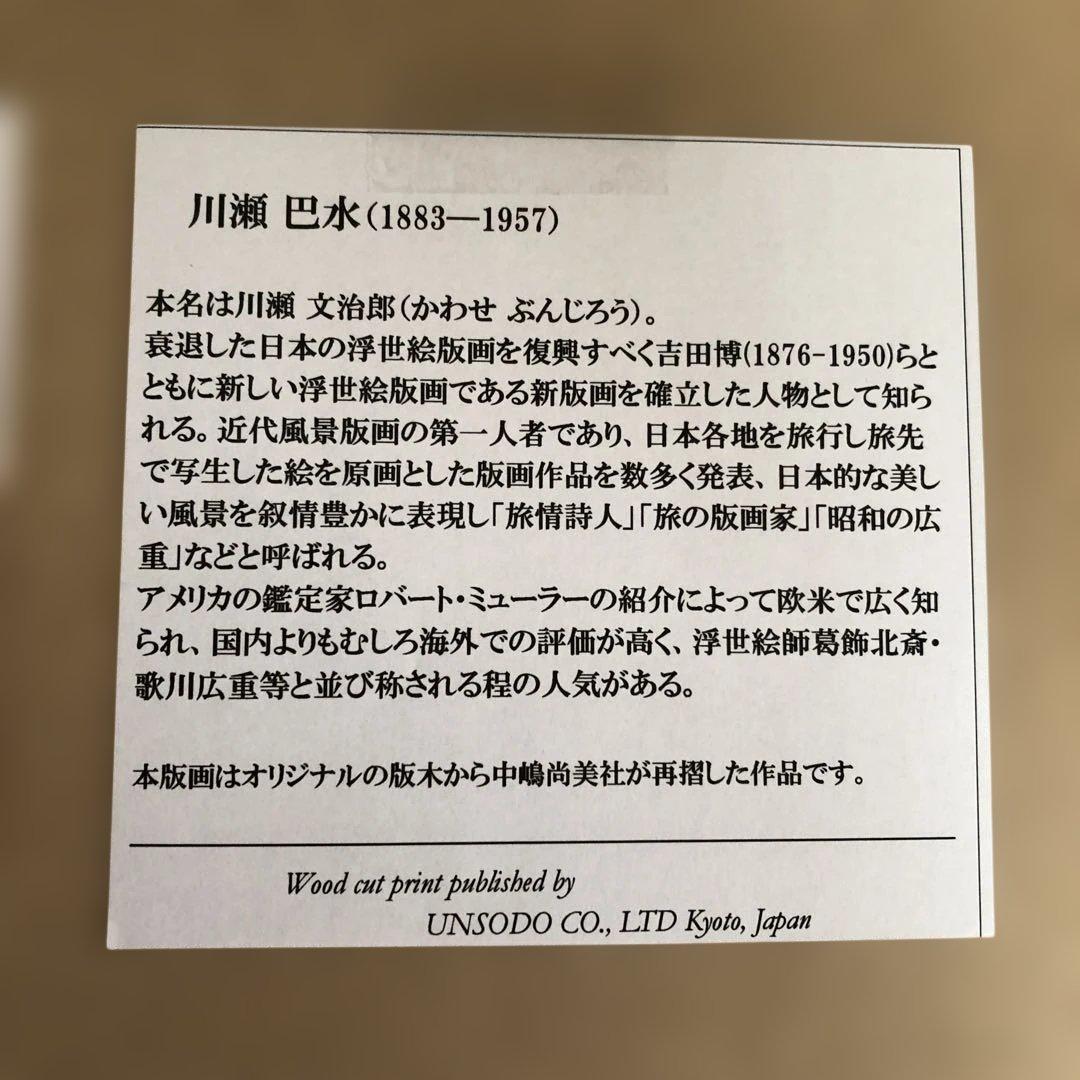 川瀬 巴水(1883―1957)
本名は川瀬 文治郎(かわせ ぶんじろう)。
衰退した日本の浮世絵版画を復興すべく吉田博(1876-1950)らと
ともに新しい浮世絵版画である新版画を確立した人物として知ら
れる。近代風景版画の第一人者であり、日本各地を旅行し旅先
で写生した絵を原画とした版画作品を数多く発表、日本的な美し
い風景を叙情豊かに表現し「旅情詩人」「旅の版画家」「昭和の広
重」などと呼ばれる。
アメリカの鑑定家ロバート・ミューラーの紹介によって欧米で広く知
られ、国内よりもむしろ海外での評価が高く、浮世絵師葛飾北斎・
歌川広重等と並び称される程の人気がある。
本版画はオリジナルの版木から中嶋尚美社が再摺した作品です。
Wood cut print published by
UNSODO CO., LTD Kyoto, Japan